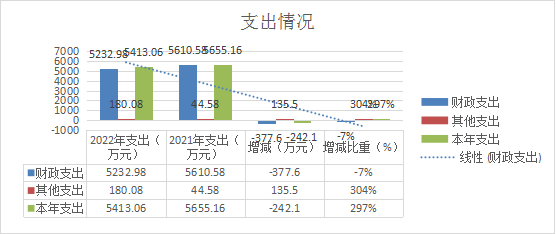 支出情况
7000
6000
5000
4000
3000
2000
1000
0
-1000
5232.98
5413.06
5610.58
5655.16
180.08
44.58
135.5
304%
297%
-377.6
-242.1
-7%
财政支出
其他支出
本年支出
线性 (财政支出)
2022年支出（万元） 2021年支出（万元） 增减（万元） 增减比重（%）
财政支出 5232.98 5610.58 -377.6 -7%
其他支出 180.08 44.58 135.5 304%
本年支出 5413.06 5655.16 -242.1 297%